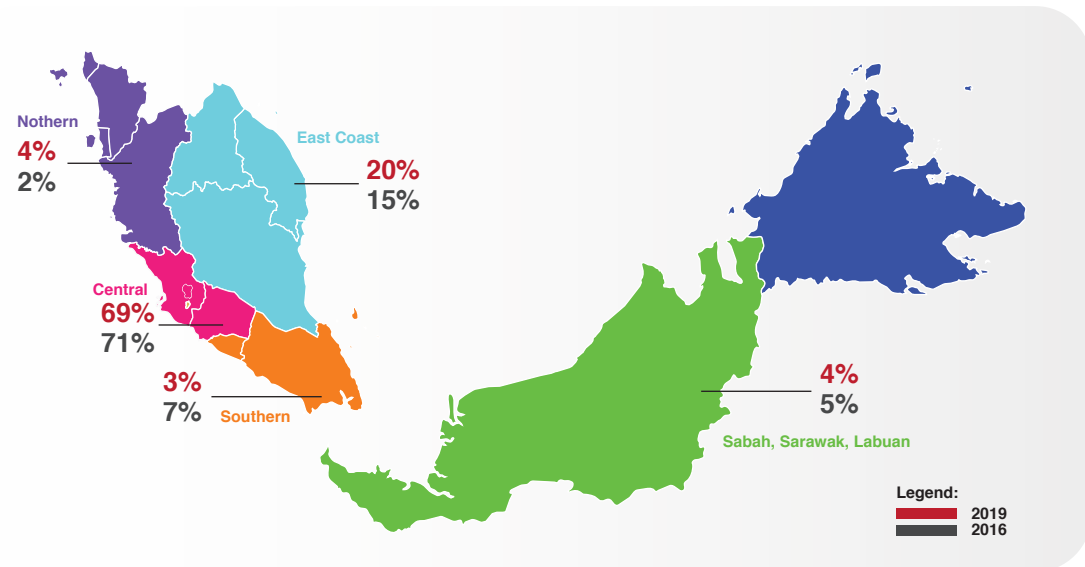 Nothern
4%
2%
East Coast
20%
15%
Central
69%
71%
3%
7%
Southern
4%
5%
Sabah, Sarawak, Labuan
Legend:
2019
2016